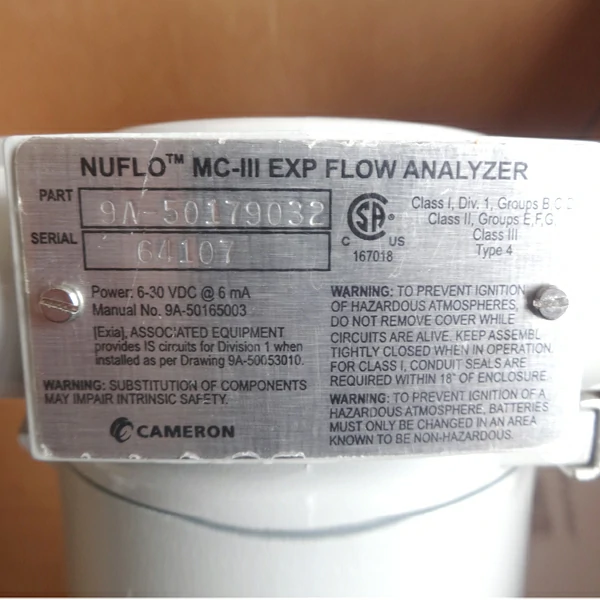 NUFLO™ MC-III EXP FLOW ANALYZER
PART 9A-50179032
SERIAL 64107
SA
C US
167018
Class I, Div. 1, Groups B,C,D
Class II, Groups E,F,G
Class III
Type 4
Power: 6-30 VDC @ 6 mA
Manual No. 9A-50165003
[Exia], ASSOCIATED EQUIPMENT
provides IS circuits for Division 1 when
installed as per Drawing 9A-50053010.
WARNING: SUBSTITUTION OF COMPONENTS
MAY IMPAIR INTRINSIC SAFETY.
CAMERON
WARNING: TO PREVENT IGNITION
OF HAZARDOUS ATMOSPHERES,
DO NOT REMOVE COVER WHILE
CIRCUITS ARE ALIVE. KEEP ASSEMBL
TIGHTLY CLOSED WHEN IN OPERATION.
FOR CLASS I, CONDUIT SEALS ARE
REQUIRED WITHIN 18" OF ENCLOSURE.
WARNING: TO PREVENT IGNITION OF A
HAZARDOUS ATMOSPHERE, BATTERIES
MUST ONLY BE CHANGED IN AN AREA
KNOWN TO BE NON-HAZARDOUS.